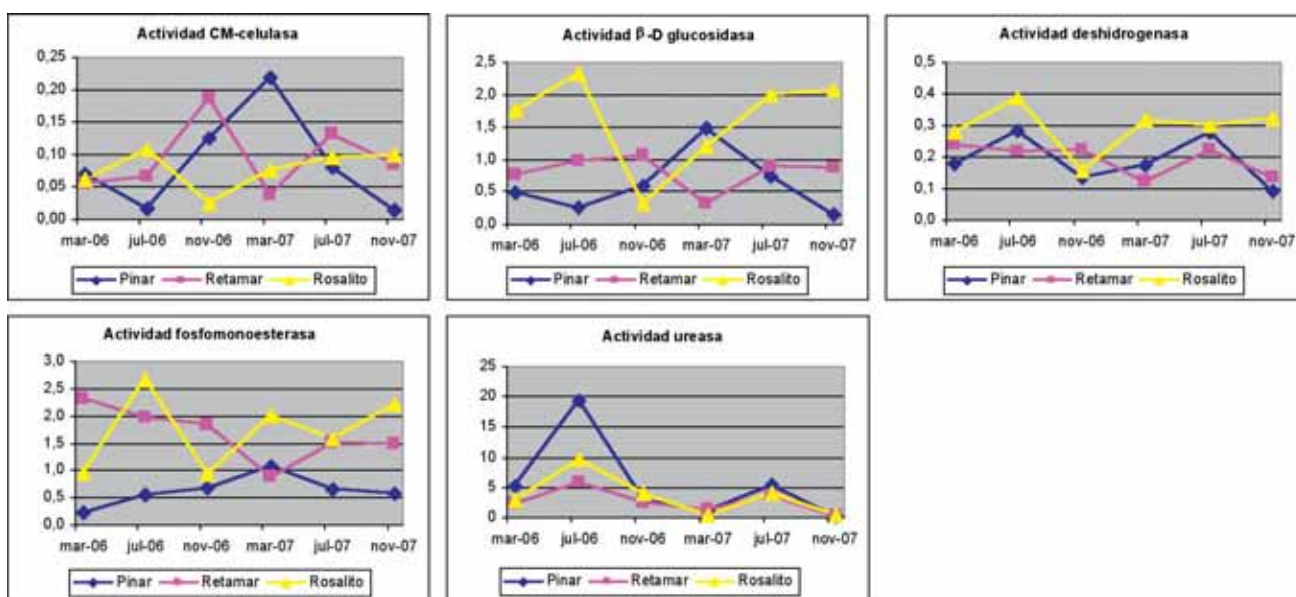 Actividad CM-celulasa
0,25
0,20
0,15
0,10
0,05
0,00
mar-06 jul-06 nov-06 mar-07 jul-07 nov-07
Pinar Retamar Rosalito
Actividad β-D glucosidasa
2,5
2,0
1,5
1,0
0,5
0,0
mar-06 jul-06 nov-06 mar-07 jul-07 nov-07
Pinar Retamar Rosalito
Actividad deshidrogenasa
0,5
0,4
0,3
0,2
0,1
0,0
mar-06 jul-06 nov-06 mar-07 jul-07 nov-07
Pinar Retamar Rosalito
Actividad fosfomonoesterasa
3,0
2,5
2,0
1,5
1,0
0,5
0,0
mar-06 jul-06 nov-06 mar-07 jul-07 nov-07
Pinar Retamar Rosalito
Actividad ureasa
25
20
15
10
5
0
mar-06 jul-06 nov-06 mar-07 jul-07 nov-07
Pinar Retamar Rosalito